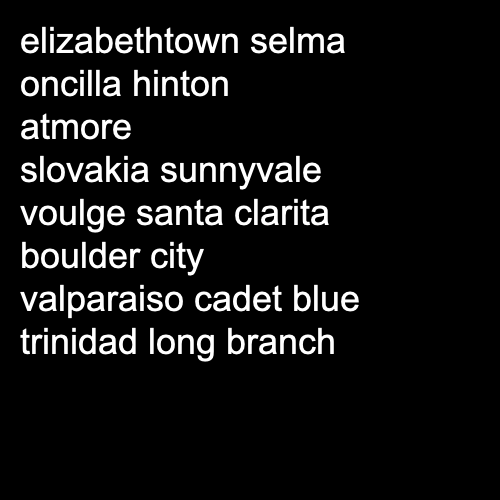 elizabethtown selma
oncilla hinton
atmore
slovakia sunnyvale
voulge santa clarita
boulder city
valparaiso cadet blue
trinidad long branch